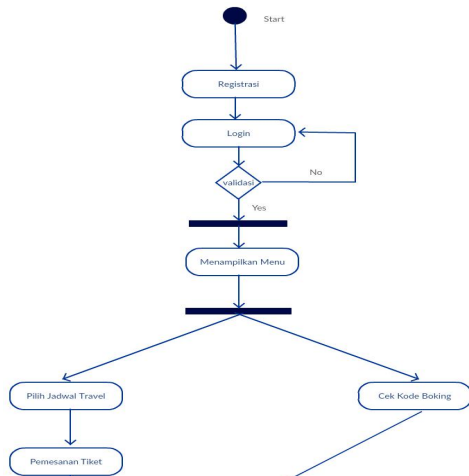 Start
Registrasi
Login
No
validasi
Yes
Menampilkan Menu
Pilih Jadwal Travel
Cek Kode Boking
Pemesanan Tiket